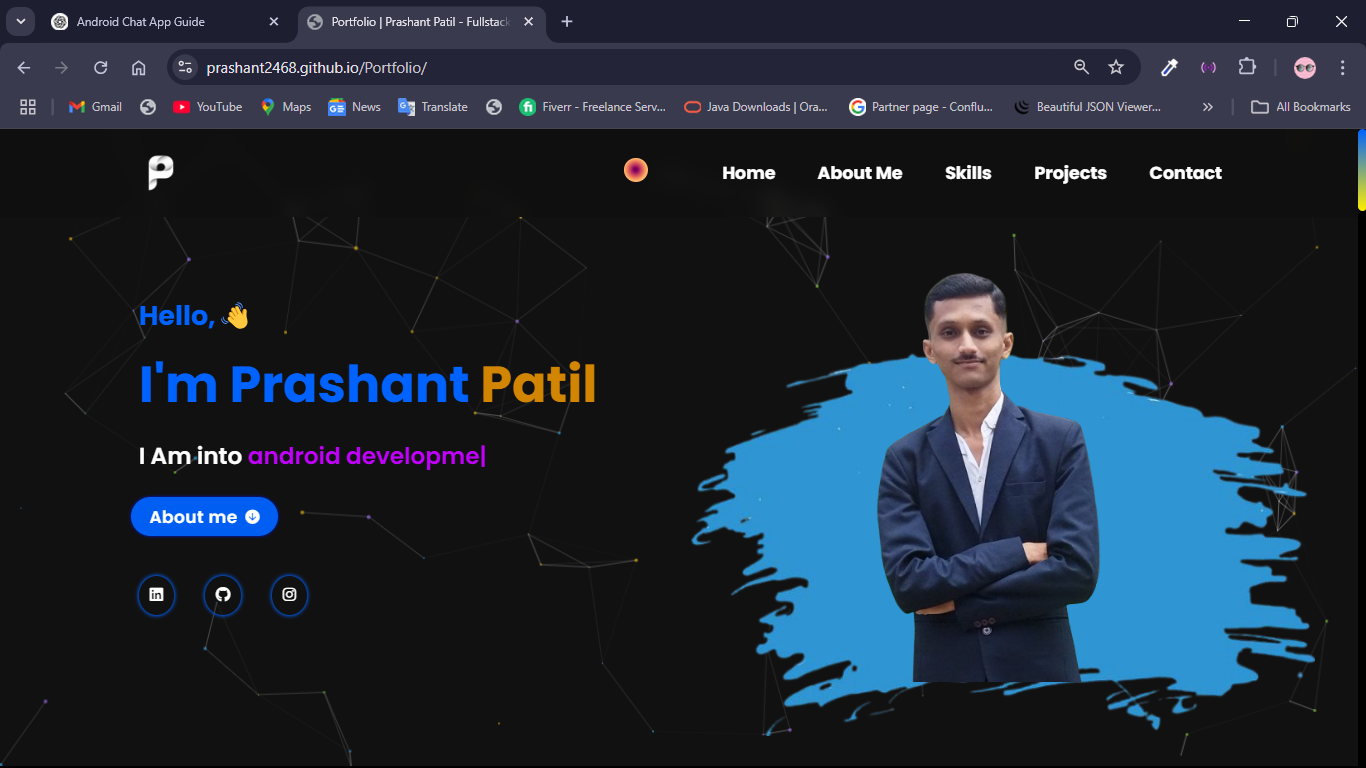 Android Chat App Guide
Portfolio | Prashant Patil - Fullstack
prashant2468.github.io/Portfolio/
Gmail
YouTube
Maps
News
Translate
Fiverr - Freelance Serv...
Java Downloads | Ora...
Partner page - Conflu...
Beautiful JSON Viewer...
All Bookmarks
P
Home
About Me
Skills
Projects
Contact
Hello, 👋
I'm Prashant Patil
I Am into android developme|
About me